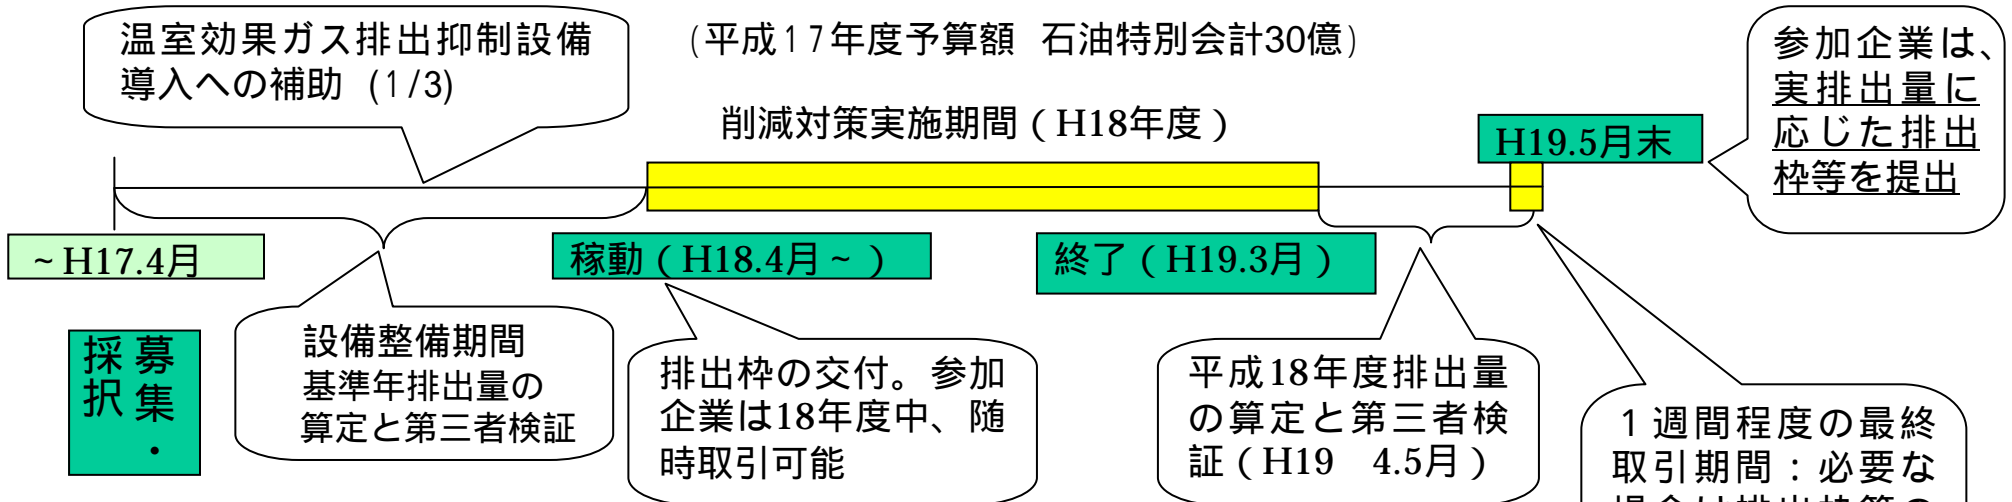 温室効果ガス排出抑制設備
導入への補助 (1/3)
(平成17年度予算額 石油特別会計30億)
削減対策実施期間(H18年度)
H19.5月末
参加企業は、
実排出量に
応じた排出
枠等を提出
~H17.4月
稼動(H18.4月~)
終了(H19.3月)
募集・
採択
設備整備期間
基準年排出量の
算定と第三者検証
排出枠の交付。参加
企業は18年度中、随
時取引可能
平成18年度排出量
の算定と第三者検
証(H19 4.5月)
1週間程度の最終
取引期間:必要な